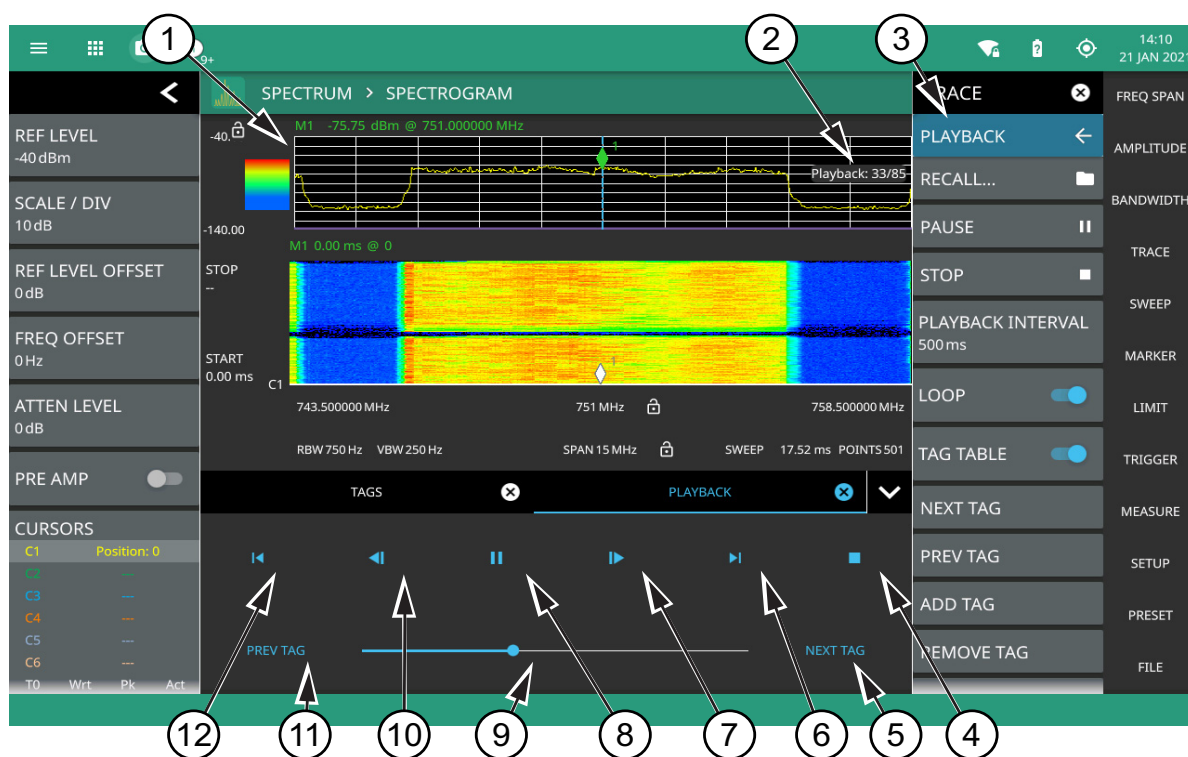 1
2
3
9+
14:10
21 JAN 2021
SPECTRUM > SPECTROGRAM
TRACE
FREQ SPAN
REF LEVEL
-40 dBm
SCALE / DIV
10 dB
REF LEVEL OFFSET
0 dB
FREQ OFFSET
0 Hz
ATTEN LEVEL
0 dB
PRE AMP
CURSORS
C1 Position: 0
C2 ---
C3 ---
C4 ---
C5 ---
C6 ---
T0 Wrt Pk Act
-40.
M1 -75.75 dBm @ 751.000000 MHz
1
Playback: 33/85
-140.00
M1 0.00 ms @ 0
STOP
--
START
0.00 ms
C1
1
743.500000 MHz 751 MHz 758.500000 MHz
RBW 750 Hz VBW 250 Hz SPAN 15 MHz SWEEP 17.52 ms POINTS 501
TAGS PLAYBACK
PREV TAG NEXT TAG
PLAYBACK
RECALL...
PAUSE
STOP
PLAYBACK INTERVAL
500 ms
LOOP
TAG TABLE
NEXT TAG
PREV TAG
ADD TAG
REMOVE TAG
AMPLITUDE
BANDWIDTH
TRACE
SWEEP
MARKER
LIMIT
TRIGGER
MEASURE
SETUP
PRESET
FILE
12 11 10 9 8 7 6 5 4